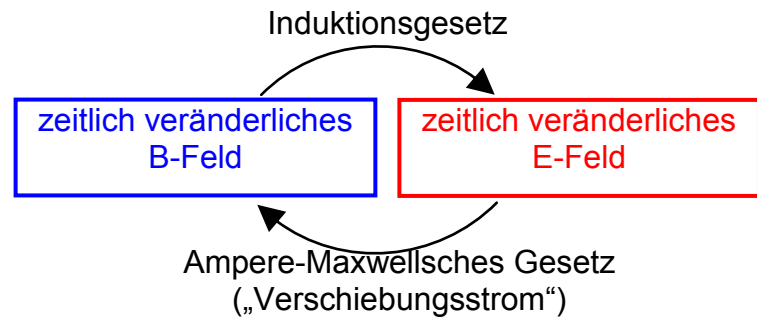 Induktionsgesetz
zeitlich veränderliches
B-Feld
zeitlich veränderliches
E-Feld
Ampere-Maxwellsches Gesetz
(„Verschiebungsstrom“)